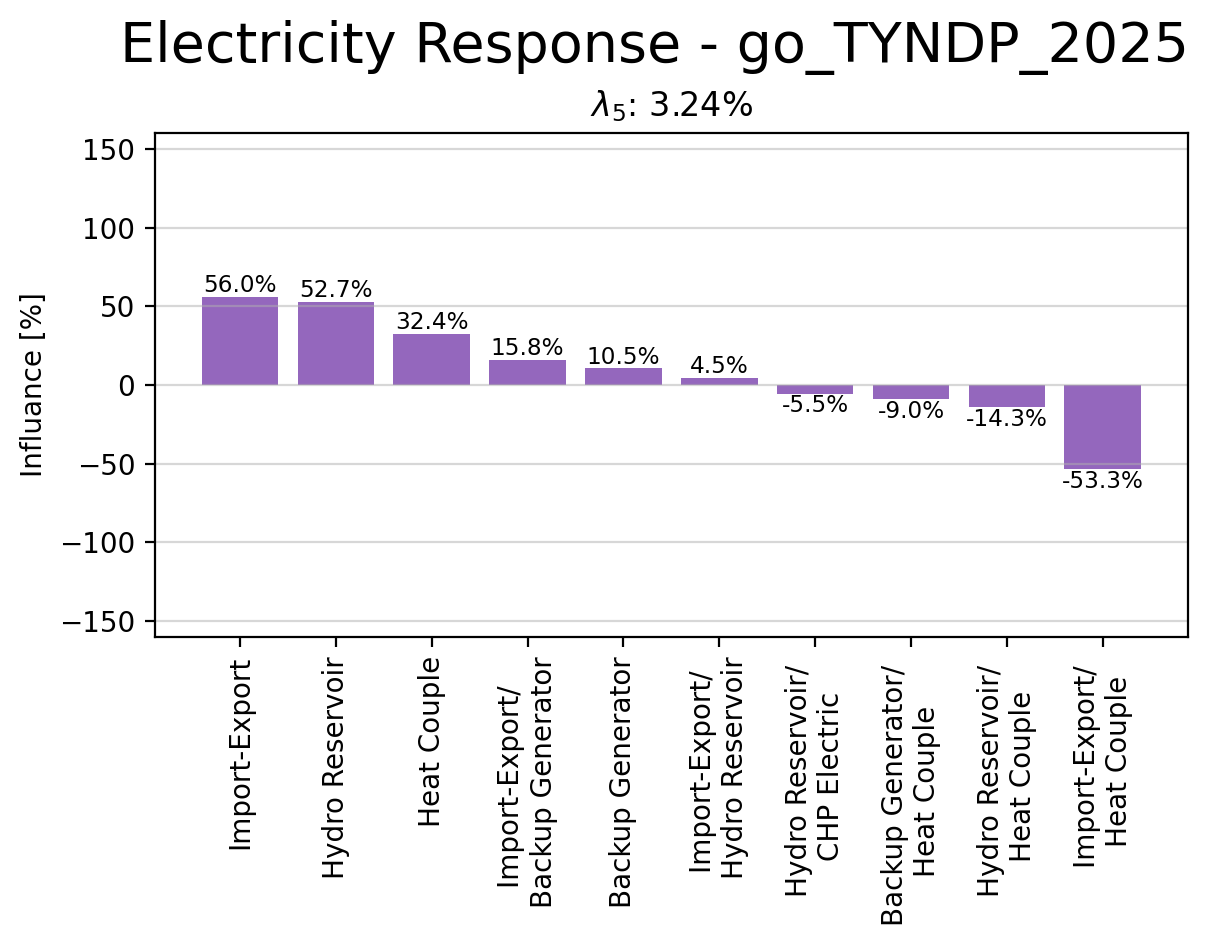 Electricity Response - go_TYNDP_2025
λ5: 3.24%
Influance [%]
150
100
50
0
−50
−100
−150
56.0%
52.7%
32.4%
15.8%
10.5%
4.5%
-5.5%
-9.0%
-14.3%
-53.3%
Import-Export
Hydro Reservoir
Heat Couple
Import-Export/
Backup Generator
Backup Generator
Import-Export/
Hydro Reservoir
Hydro Reservoir/
CHP Electric
Backup Generator/
Heat Couple
Hydro Reservoir/
Heat Couple
Import-Export/
Heat Couple